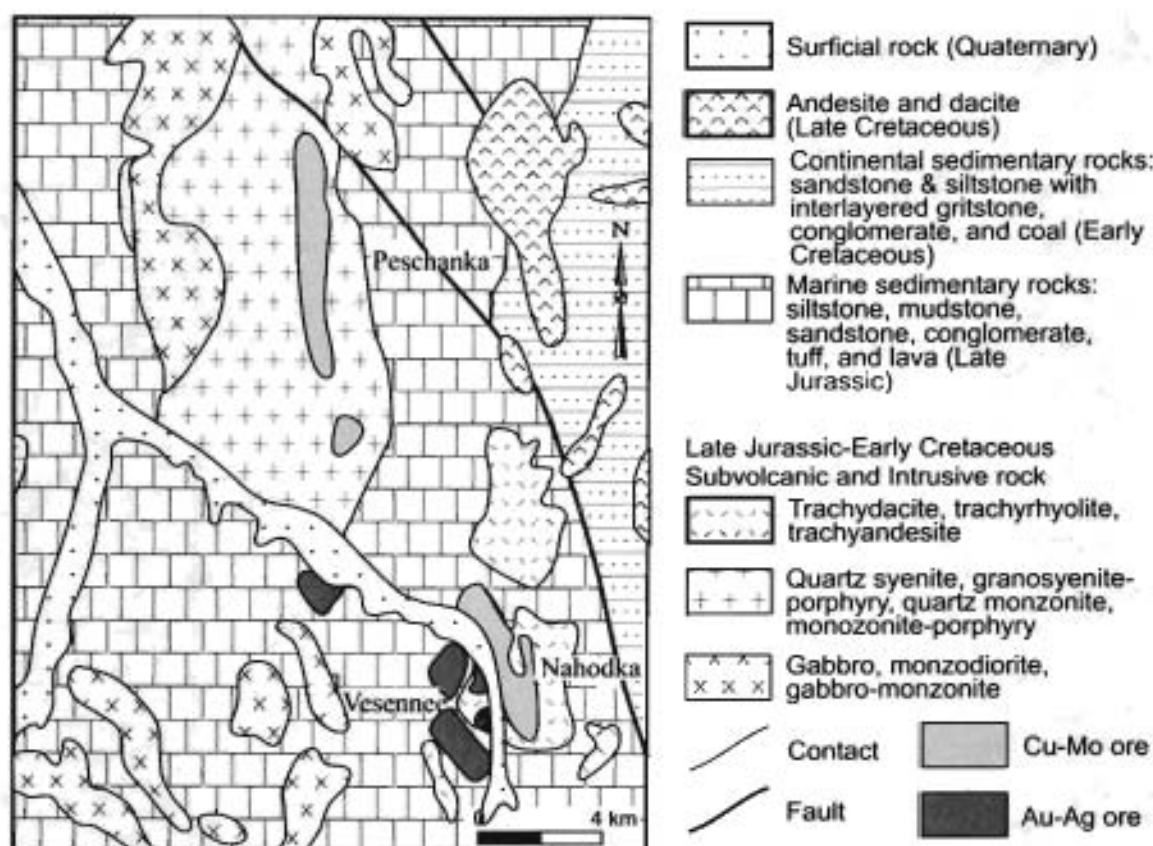 Peschanka
N
Nahodka
Vesennee
4 km
Surficial rock (Quaternary)
Andesite and dacite
(Late Cretaceous)
Continental sedimentary rocks:
sandstone & siltstone with
interlayered gritstone,
conglomerate, and coal (Early
Cretaceous)
Marine sedimentary rocks:
siltstone, mudstone,
sandstone, conglomerate,
tuff, and lava (Late
Jurassic)
Late Jurassic-Early Cretaceous
Subvolcanic and Intrusive rock
Trachydacite, trachyrhyolite,
trachyandesite
Quartz syenite, granosyenite-
porphyry, quartz monzonite,
monozonite-porphyry
Gabbro, monzodiorite,
gabbro-monzonite
Contact
Cu-Mo ore
Fault
Au-Ag ore